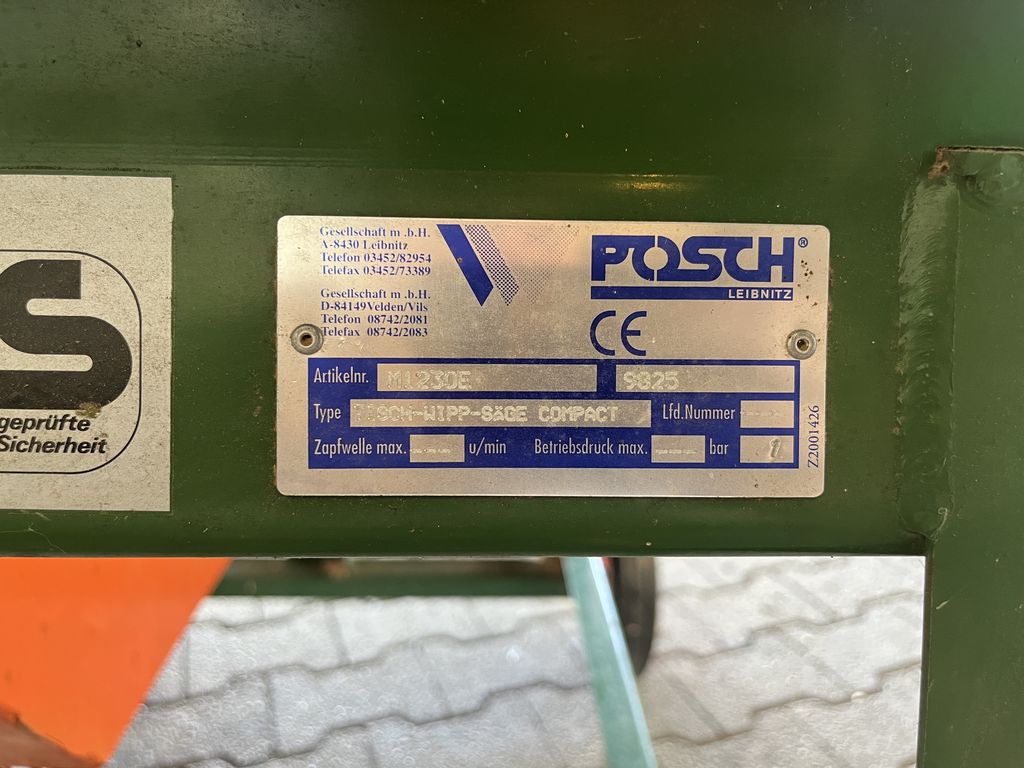 S
geprüfte
Sicherheit
Gesellschaft m .b.H.
A-8430 Leibnitz
Telefon 03452/82954
Telefax 03452/73389
Gesellschaft m .b.H.
D-84149Velden/Vils
Telefon 08742/2081
Telefax 08742/2083
POSCH®
LEIBNITZ
CE
Artikelnr. M1230E 9825
Type TISCH-WIPP-SÄGE COMPACT Lfd.Nummer
Zapfwelle max. u/min Betriebsdruck max. bar 1
Z2001426